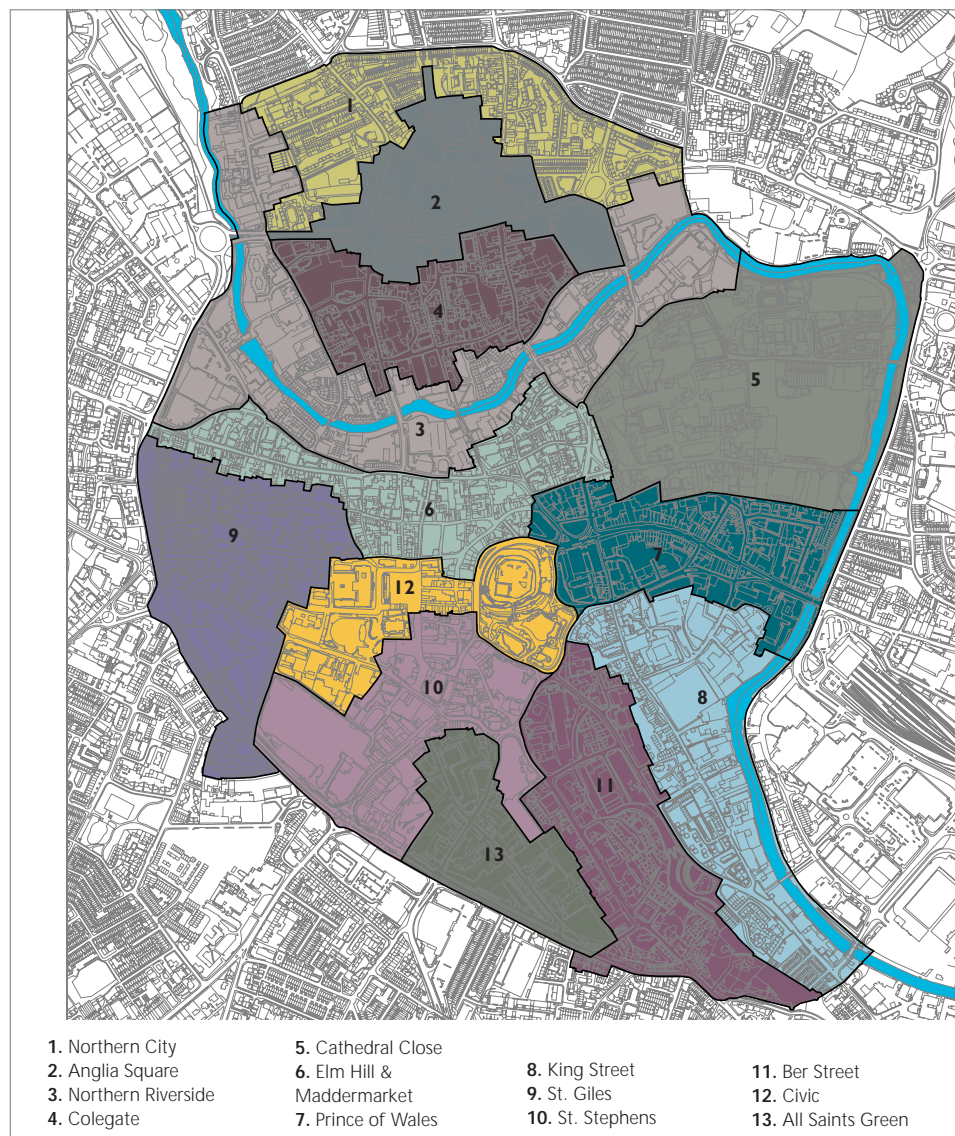 1
2
4
5
3
6
9
7
12
10
8
11
13
1. Northern City
2. Anglia Square
3. Northern Riverside
4. Colegate
5. Cathedral Close
6. Elm Hill &
Maddermarket
7. Prince of Wales
8. King Street
9. St. Giles
10. St. Stephens
11. Ber Street
12. Civic
13. All Saints Green